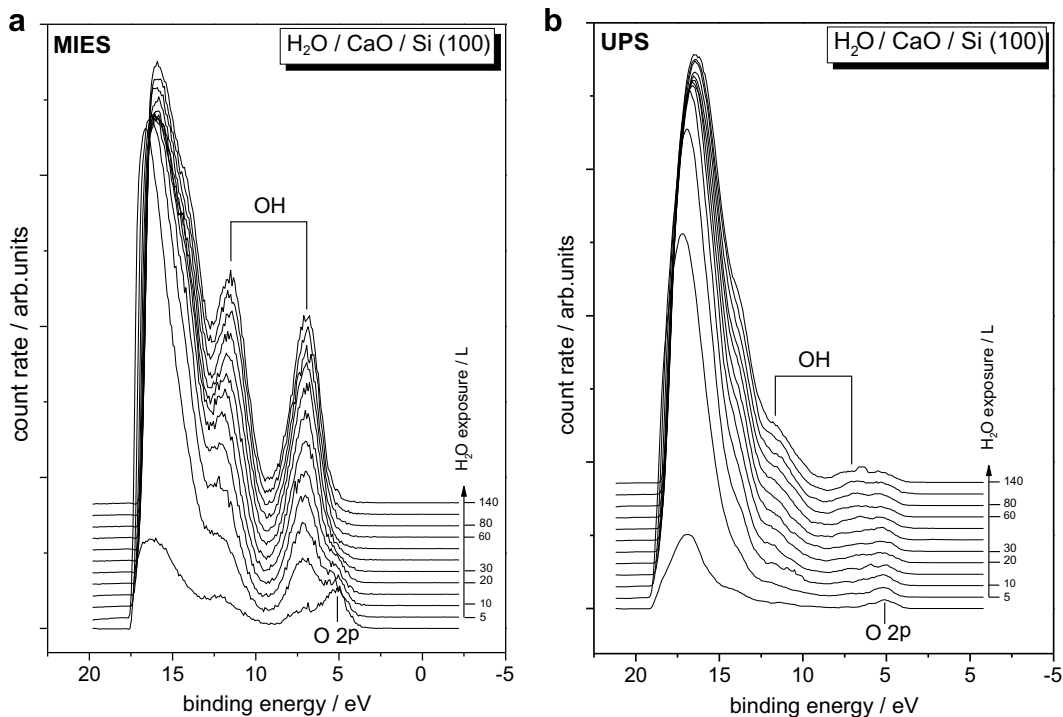 a
MIES
H₂O / CaO / Si (100)
OH
O 2p
count rate / arb.units
H₂O exposure / L
140
80
60
30
20
10
5
20 15 10 5 0 -5
binding energy / eV
b
UPS
H₂O / CaO / Si (100)
OH
O 2p
count rate / arb.units
H₂O exposure / L
140
80
60
30
20
10
5
20 15 10 5 0 -5
binding energy / eV